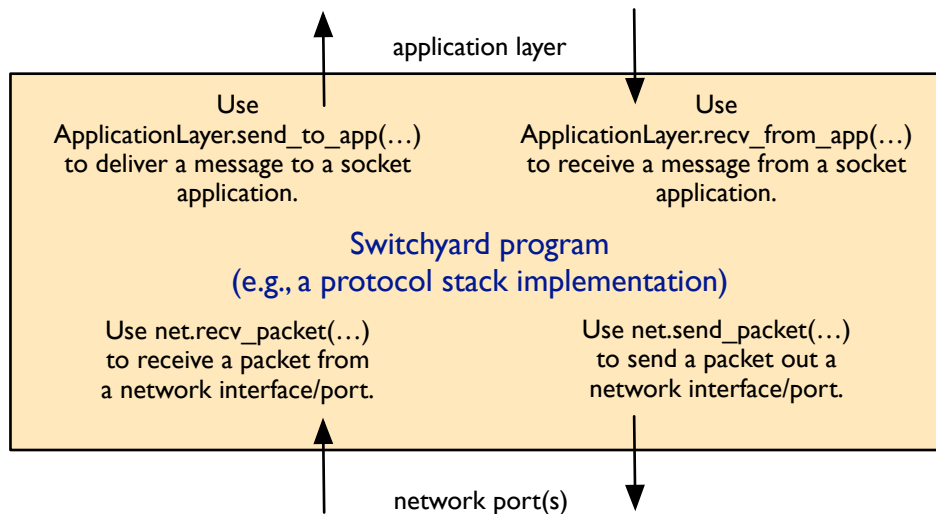 application layer
Use
ApplicationLayer.send_to_app(…)
to deliver a message to a socket
application.
Use
ApplicationLayer.recv_from_app(…)
to receive a message from a socket
application.
Switchyard program
(e.g., a protocol stack implementation)
Use net.recv_packet(…)
to receive a packet from
a network interface/port.
Use net.send_packet(…)
to send a packet out a
network interface/port.
network port(s)